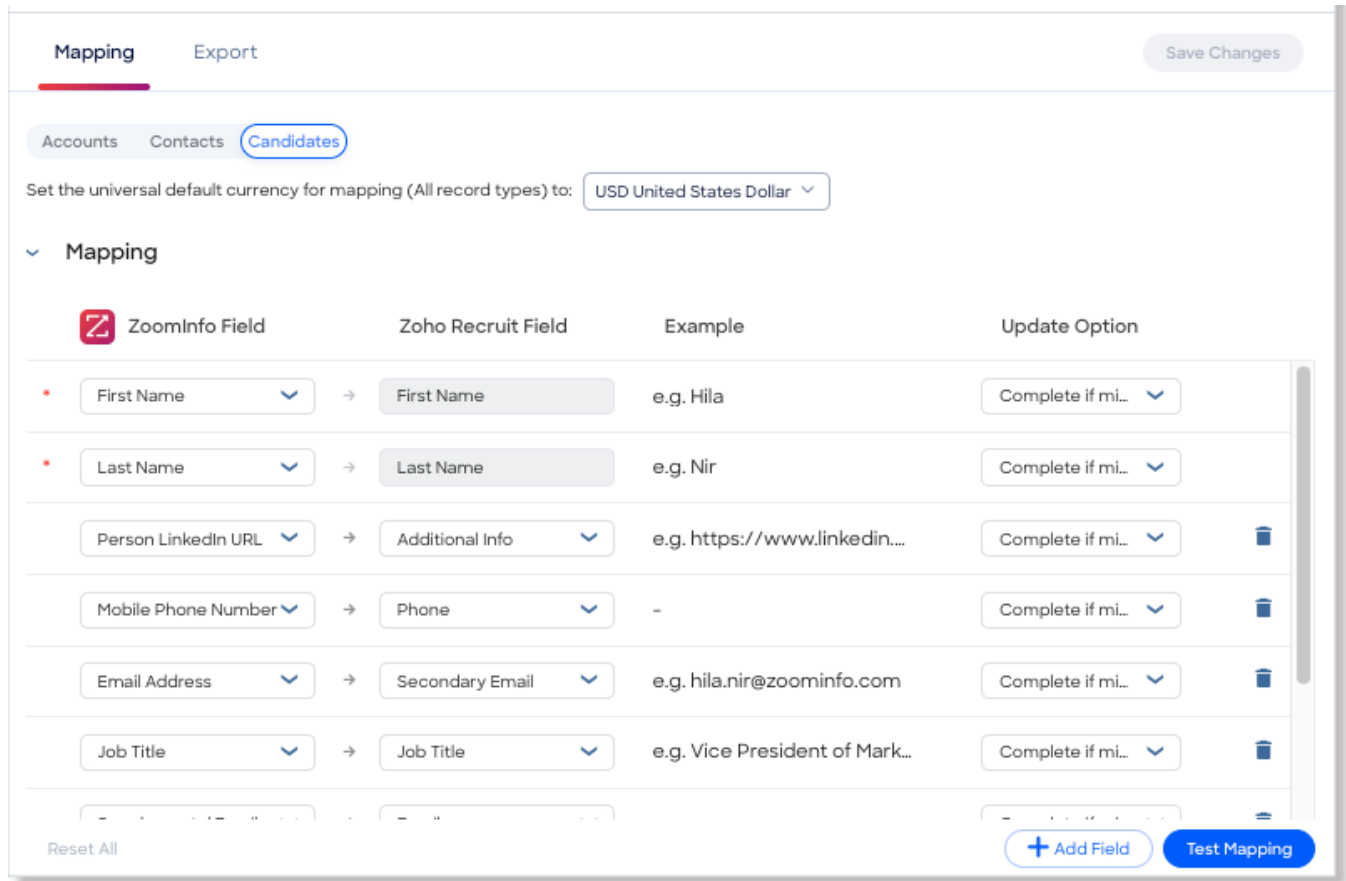 Mapping Export Save Changes
Accounts Contacts Candidates
Set the universal default currency for mapping (All record types) to: USD United States Dollar
Mapping
ZoomInfo Field Zoho Recruit Field Example Update Option
* First Name → First Name e.g. Hila Complete if mi...
* Last Name → Last Name e.g. Nir Complete if mi...
Person LinkedIn URL → Additional Info e.g. https://www.linkedin.... Complete if mi...
Mobile Phone Number → Phone - Complete if mi...
Email Address → Secondary Email e.g. hila.nir@zoominfo.com Complete if mi...
Job Title → Job Title e.g. Vice President of Mark... Complete if mi...
Reset All + Add Field Test Mapping